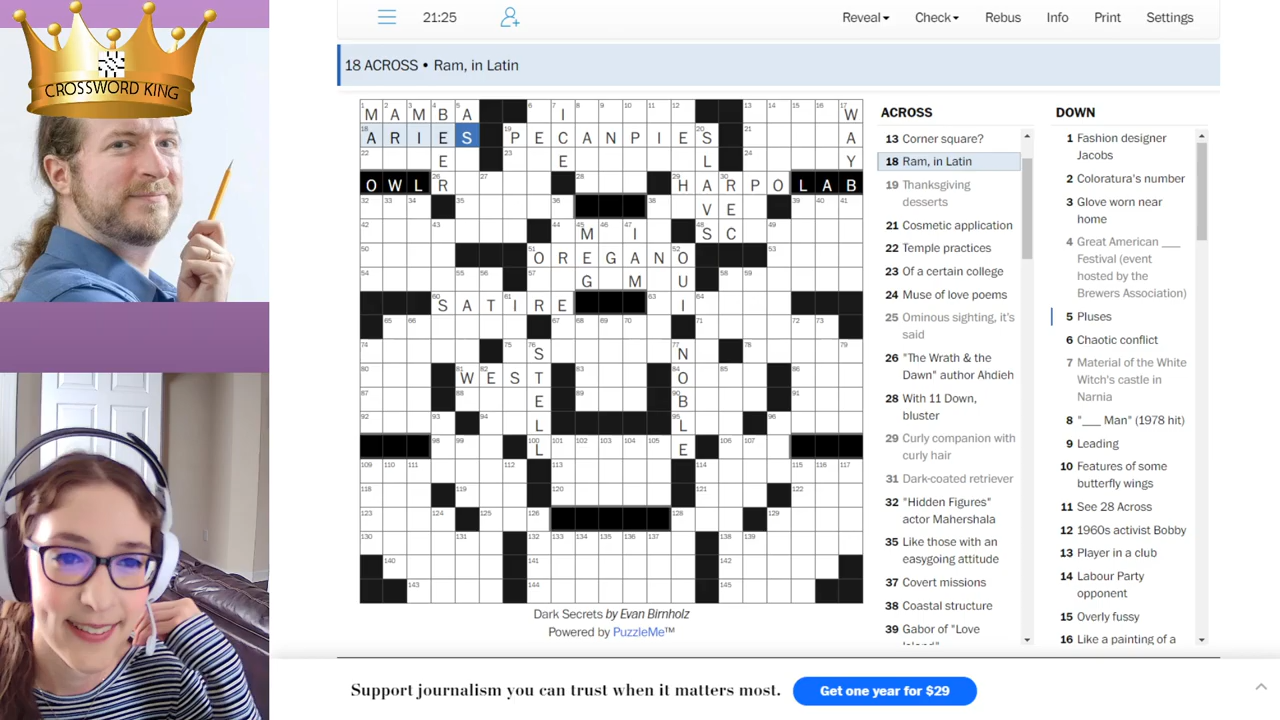 CROSSWORD KING
21:25
Reveal
Check
Rebus
Info
Print
Settings
18 ACROSS • Ram, in Latin
M A M B A I W
A R I E S P E C A N P I E S A
E E L Y
O W L R H A R P O L A B
V E
M I S C
O R E G A N O
G M U
S A T I R E I
S N
W E S T O
E B
L L
L E
Dark Secrets by Evan Birnholz
Powered by PuzzleMe™
ACROSS
13 Corner square?
18 Ram, in Latin
19 Thanksgiving
desserts
21 Cosmetic application
22 Temple practices
23 Of a certain college
24 Muse of love poems
25 Ominous sighting, it's
said
26 "The Wrath & the
Dawn" author Ahdieh
28 With 11 Down,
bluster
29 Curly companion with
curly hair
31 Dark-coated retriever
32 "Hidden Figures"
actor Mahershala
35 Like those with an
easygoing attitude
37 Covert missions
38 Coastal structure
39 Gabor of "Love
DOWN
1 Fashion designer
Jacobs
2 Coloratura's number
3 Glove worn near
home
4 Great American ___
Festival (event
hosted by the
Brewers Association)
5 Pluses
6 Chaotic conflict
7 Material of the White
Witch's castle in
Narnia
8 "___ Man" (1978 hit)
9 Leading
10 Features of some
butterfly wings
11 See 28 Across
12 1960s activist Bobby
13 Player in a club
14 Labour Party
opponent
15 Overly fussy
16 Like a painting of a
Support journalism you can trust when it matters most.
Get one year for $29